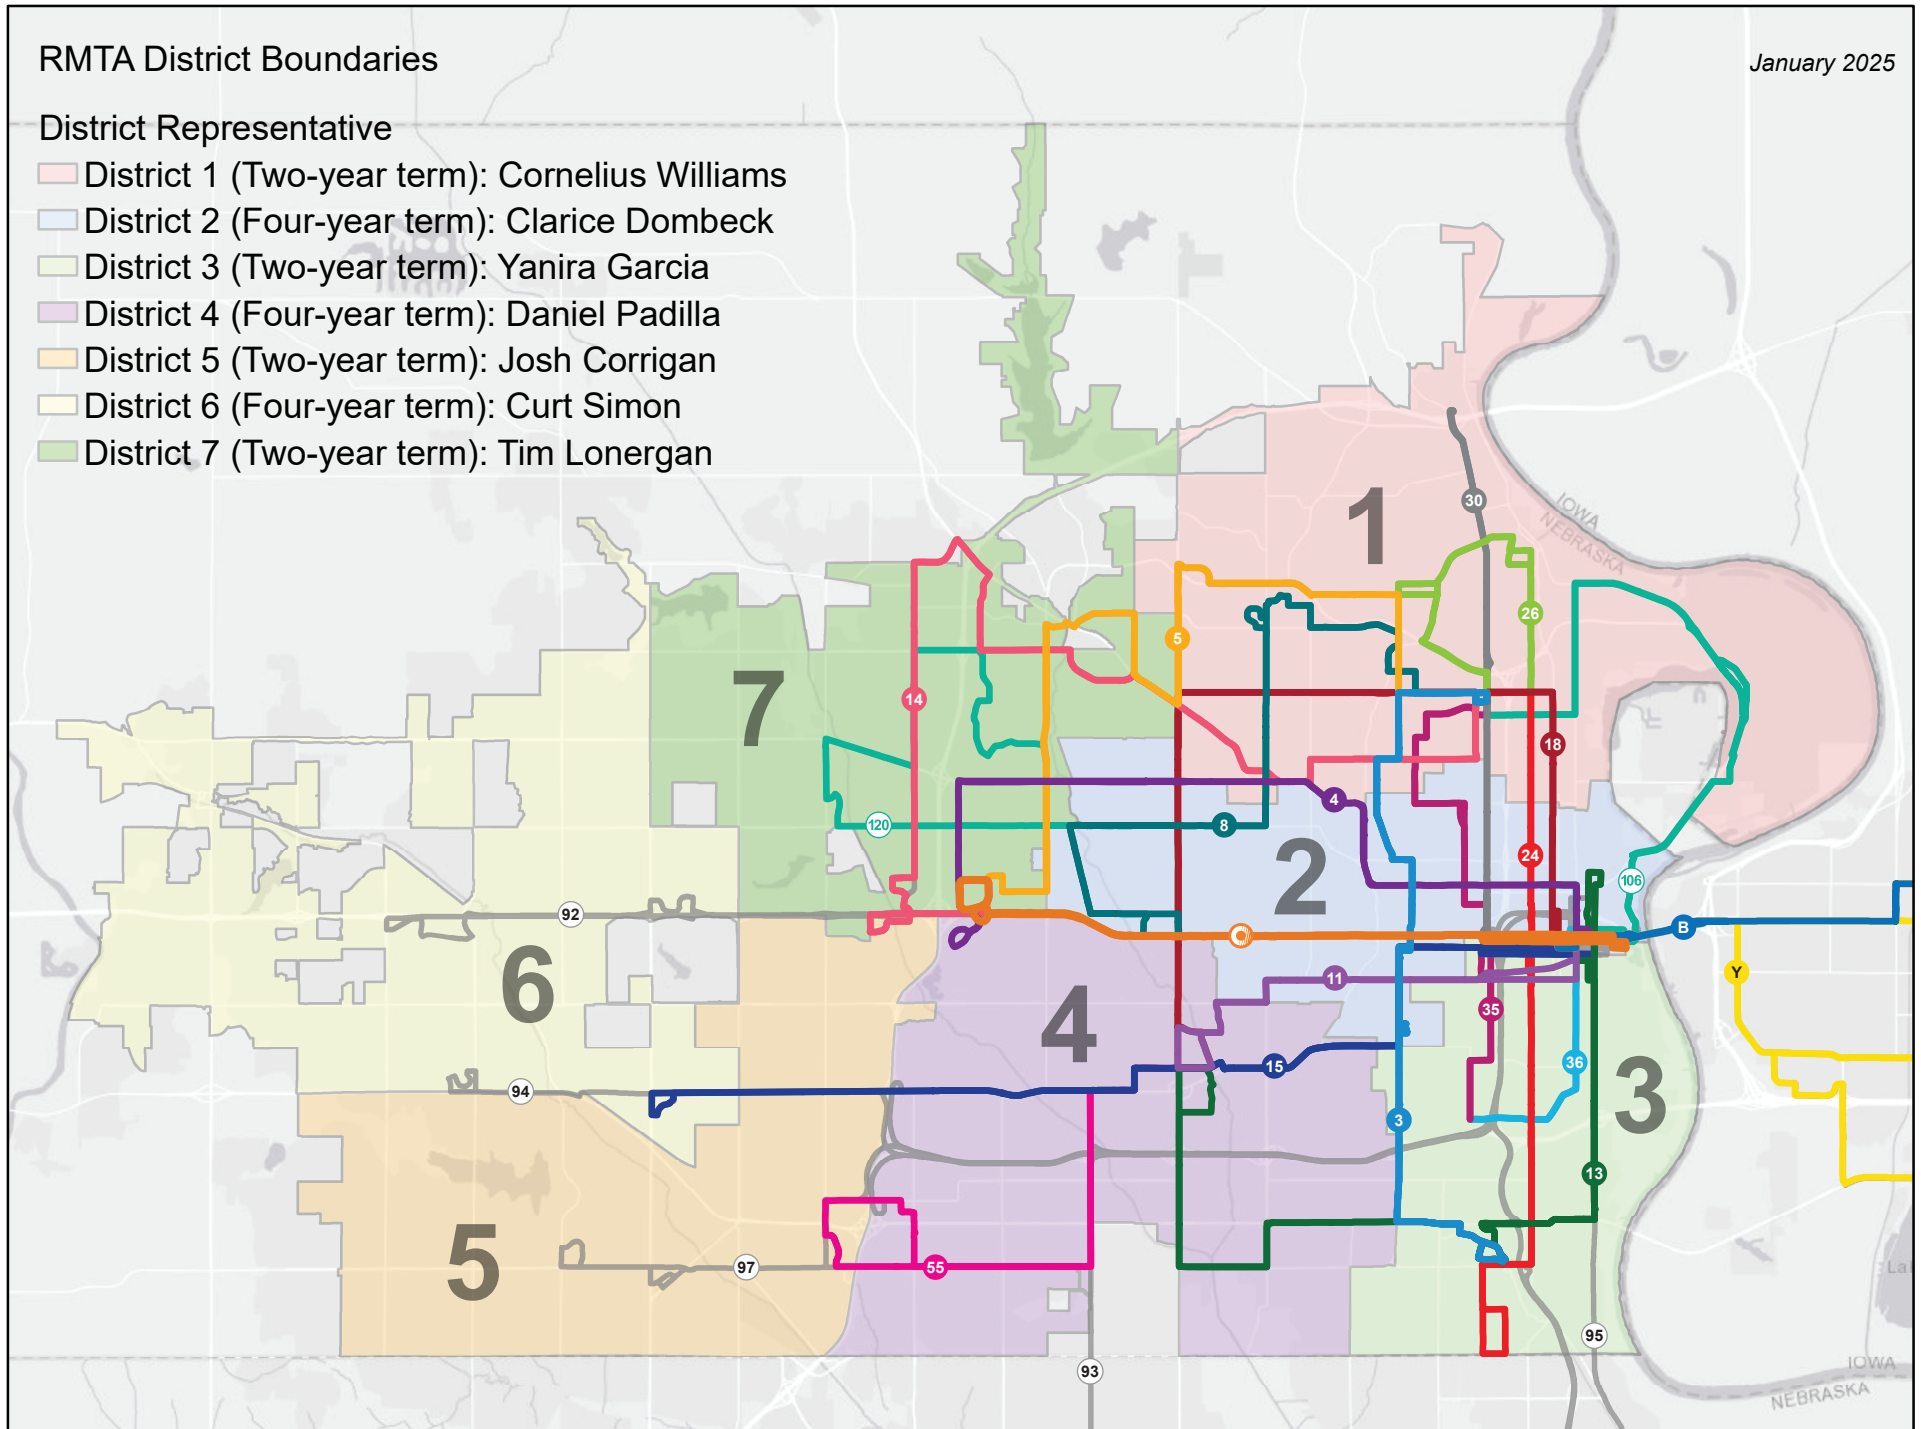 RMTA District Boundaries
January 2025
District Representative
District 1 (Two-year term): Cornelius Williams
District 2 (Four-year term): Clarice Dombeck
District 3 (Two-year term): Yanira Garcia
District 4 (Four-year term): Daniel Padilla
District 5 (Two-year term): Josh Corrigan
District 6 (Four-year term): Curt Simon
District 7 (Two-year term): Tim Lonergan
1
30
IOWA
NEBRASKA
26
5
7
14
18
4
120
8
24
2
106
92
B
6
11
Y
4
35
15
36
94
3
3
13
5
97
55
95
93
La
IOWA
NEBRASKA